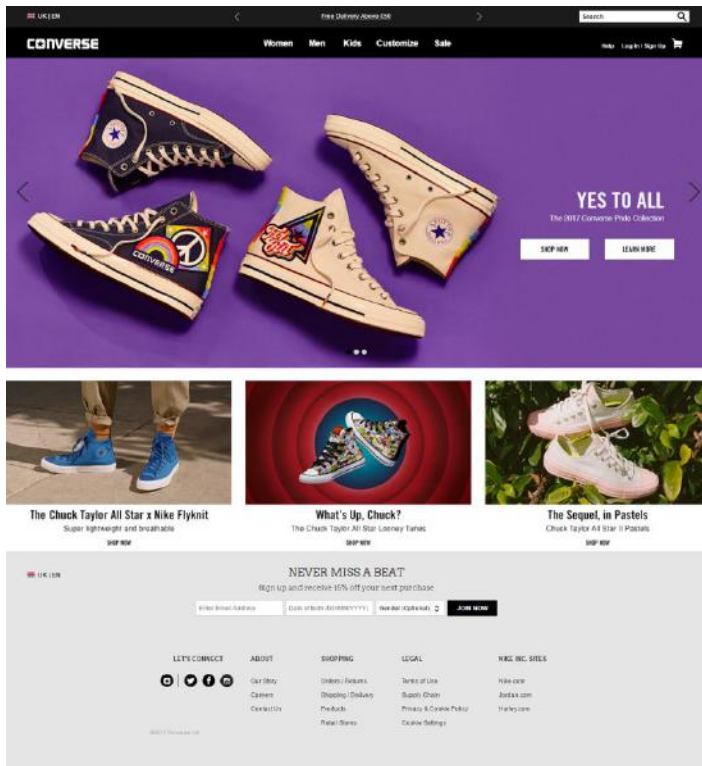 UK | EN
Free Delivery Above £50
Search
CONVERSE
Women Men Kids Customize Sale
Help Log In / Sign Up
YES TO ALL
The 2017 Converse Pride Collection
SHOP NOW LEARN MORE
CONVERSE
The Chuck Taylor All Star x Nike Flyknit
Super lightweight and breathable
SHOP NOW
What's Up, Chuck?
The Chuck Taylor All Star Looney Tunes
SHOP NOW
The Sequel, in Pastels
Chuck Taylor All Star II Pastels
SHOP NOW
UK | EN
NEVER MISS A BEAT
Sign up and receive 15% off your next purchase
Enter Email Address Date of Birth (DD/MM/YYYY) Gender (Optional) JOIN NOW
LET'S CONNECT ABOUT SHOPPING LEGAL NIKE INC. SITES
Our Story Orders / Returns Terms of Use Nike.com
Careers Shipping / Delivery Supply Chain Jordan.com
Contact Us Products Privacy & Cookie Policy Hurley.com
Retail Stores Cookie Settings